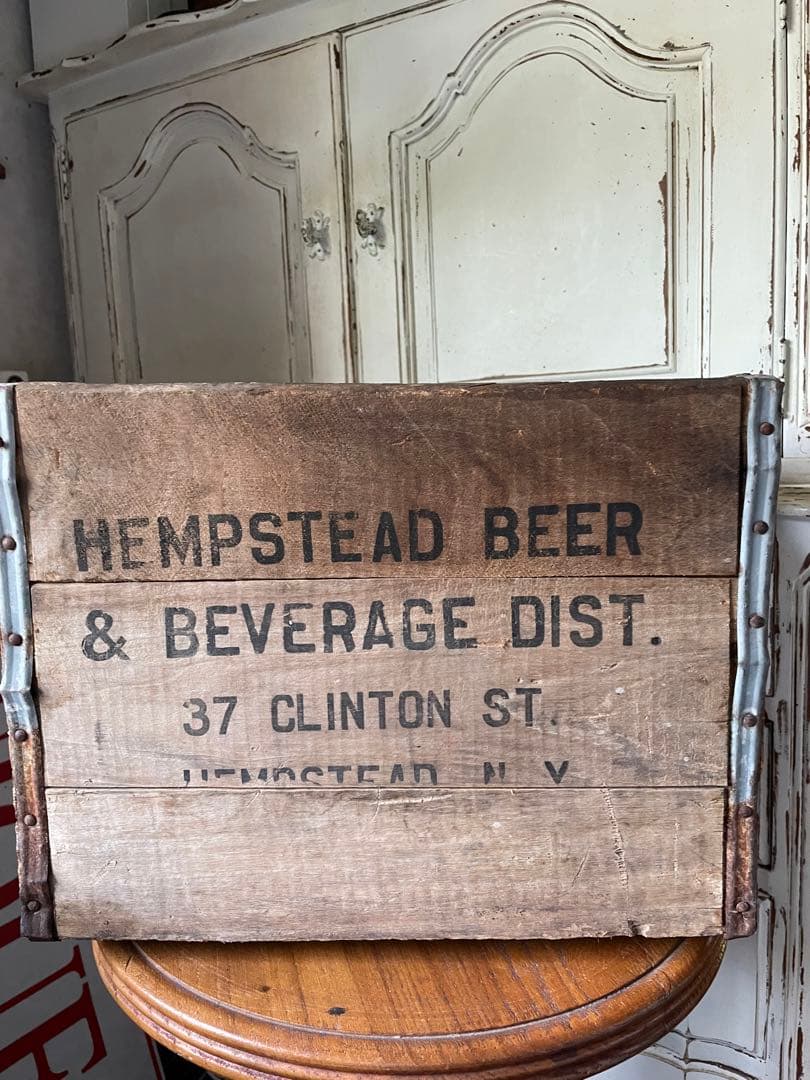 HEMPSTEAD BEER
& BEVERAGE DIST.
37 CLINTON ST.
HEMPSTEAD N Y